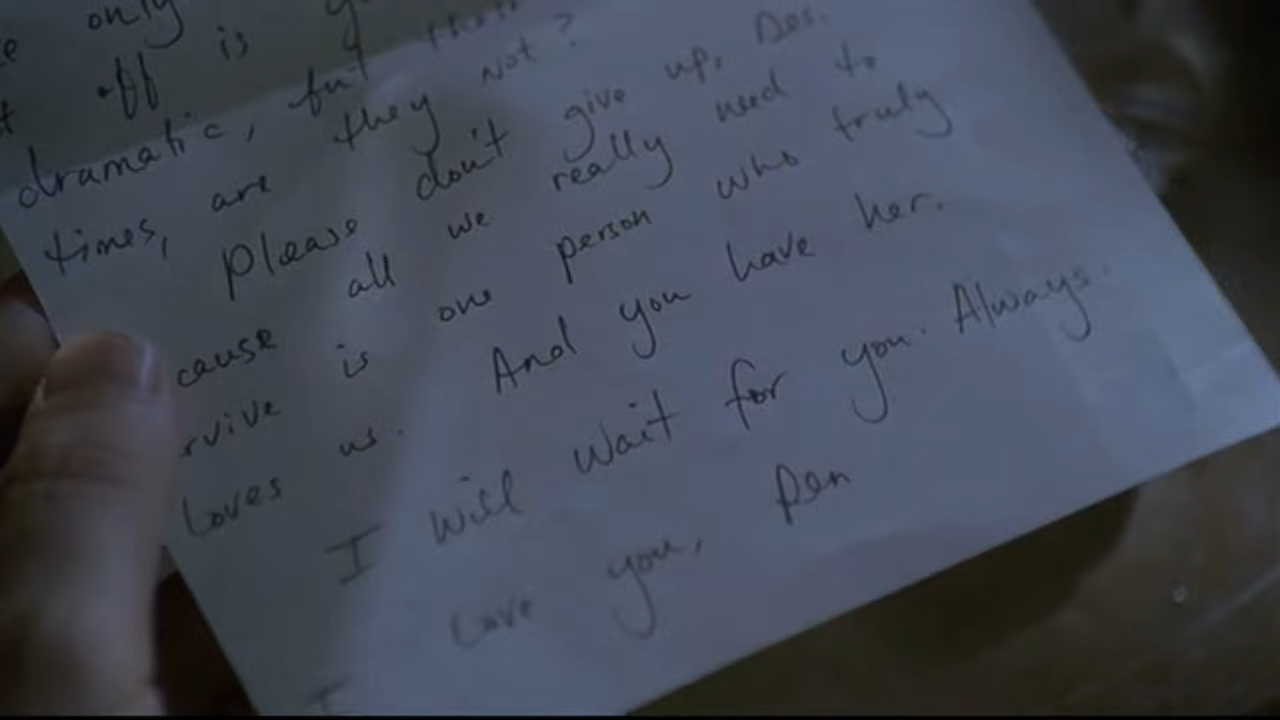 only
off is
dramatic,
times, are they not?
Please don't give up, Des.
cause all we really need to
rvive is one person who truly
loves us. And you have her.
I will wait for you. Always.
Love you, Pen